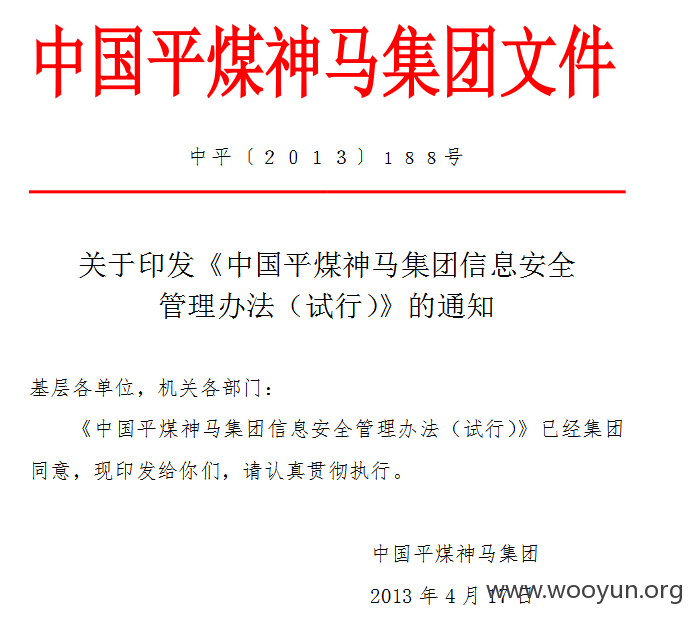 中国平煤神马集团文件
中平〔２０１３〕１８８号
关于印发《中国平煤神马集团信息安全
管理办法（试行）》的通知
基层各单位，机关各部门：
《中国平煤神马集团信息安全管理办法（试行）》已经集团
同意，现印发给你们，请认真贯彻执行。
中国平煤神马集团
2013 年 4 月 17 日
www.wooyun.org